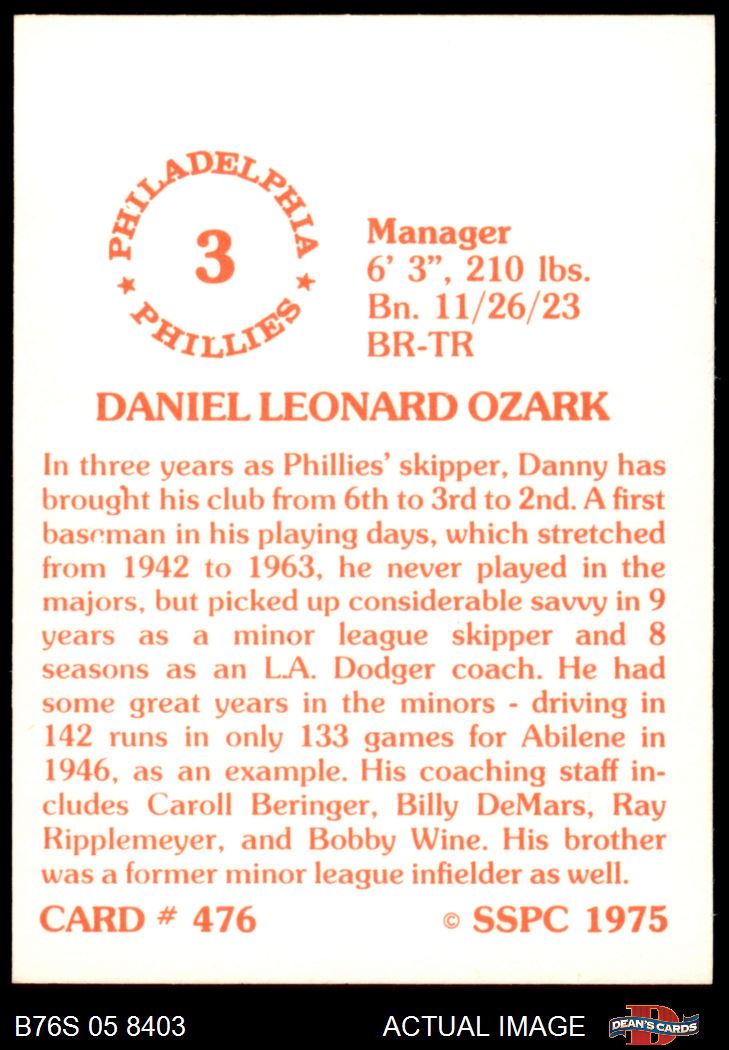 PHILADELPHIA
3
★ PHILLIES ★
Manager
6' 3”, 210 lbs.
Bn. 11/26/23
BR-TR
DANIEL LEONARD OZARK
In three years as Phillies' skipper, Danny has
brought his club from 6th to 3rd to 2nd. A first
baseman in his playing days, which stretched
from 1942 to 1963, he never played in the
majors, but picked up considerable savvy in 9
years as a minor league skipper and 8
seasons as an L.A. Dodger coach. He had
some great years in the minors - driving in
142 runs in only 133 games for Abilene in
1946, as an example. His coaching staff in-
cludes Caroll Beringer, Billy DeMars, Ray
Ripplemeyer, and Bobby Wine. His brother
was a former minor league infielder as well.
CARD # 476
© SSPC 1975
B76S 05 8403
ACTUAL IMAGE
D
DEAN'S CARDS